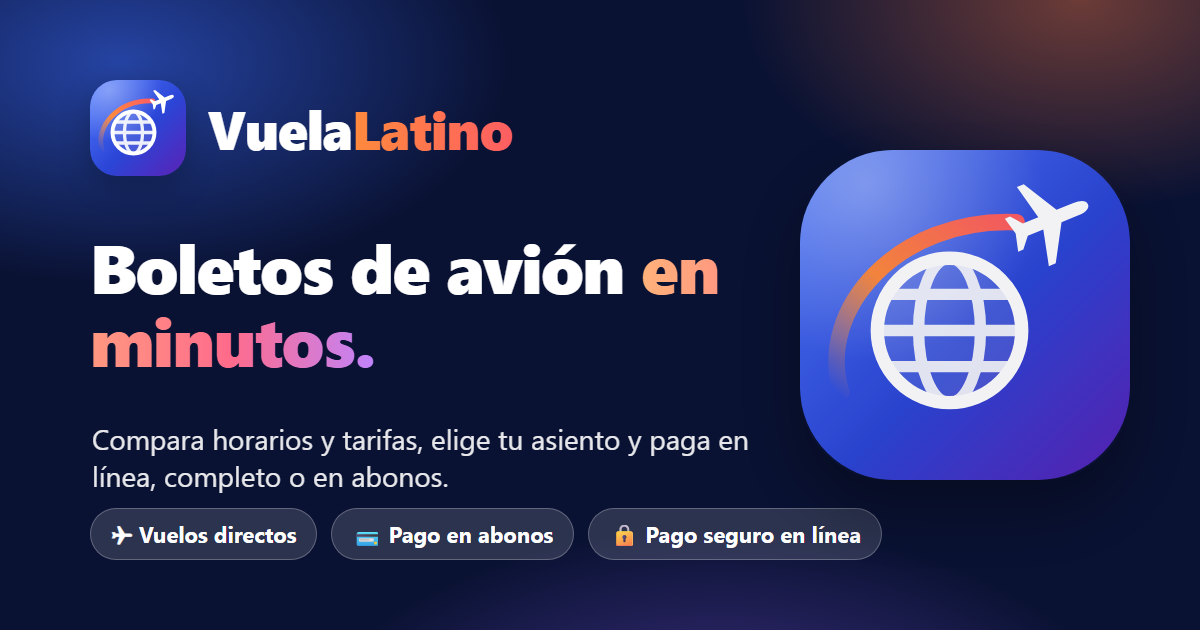 VuelaLatino
Boletos de avión en
minutos.
Compara horarios y tarifas, elige tu asiento y paga en
línea, completo o en abonos.
✈ Vuelos directos
💳 Pago en abonos
🔒 Pago seguro en línea